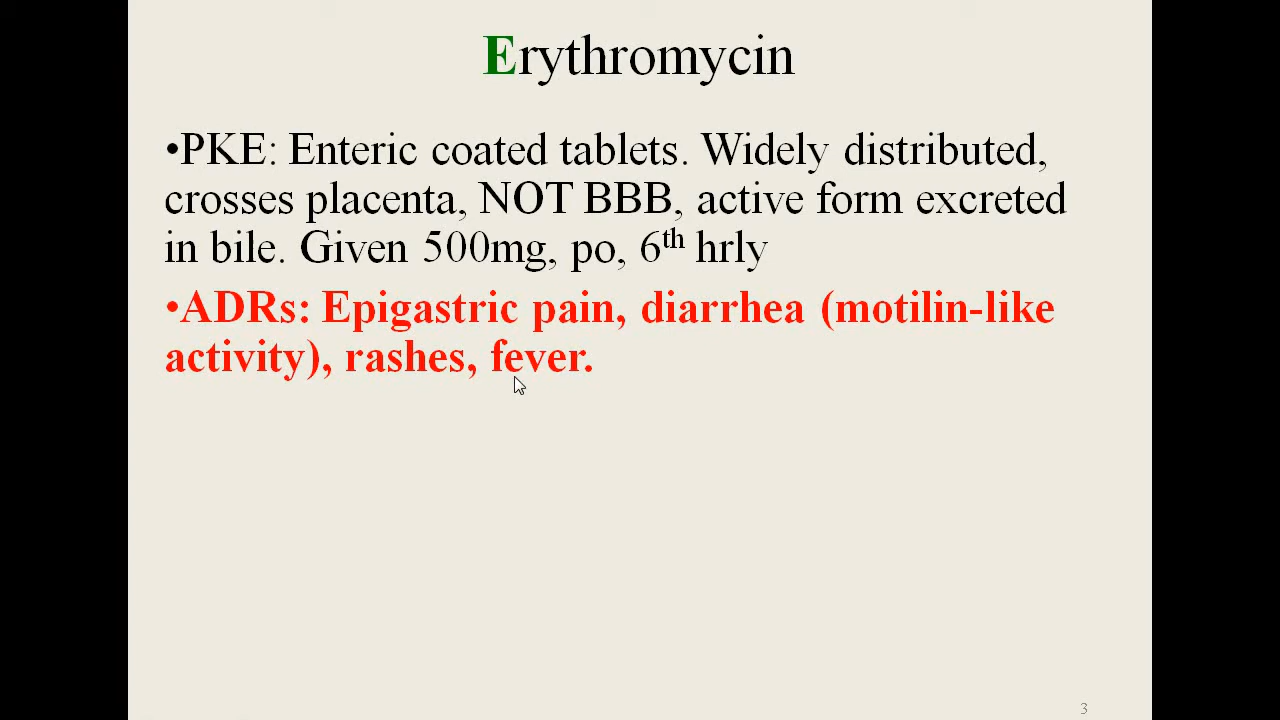 Erythromycin
•PKE: Enteric coated tablets. Widely distributed,
crosses placenta, NOT BBB, active form excreted
in bile. Given 500mg, po, 6th hrly
•ADRs: Epigastric pain, diarrhea (motilin-like
activity), rashes, fever.
3